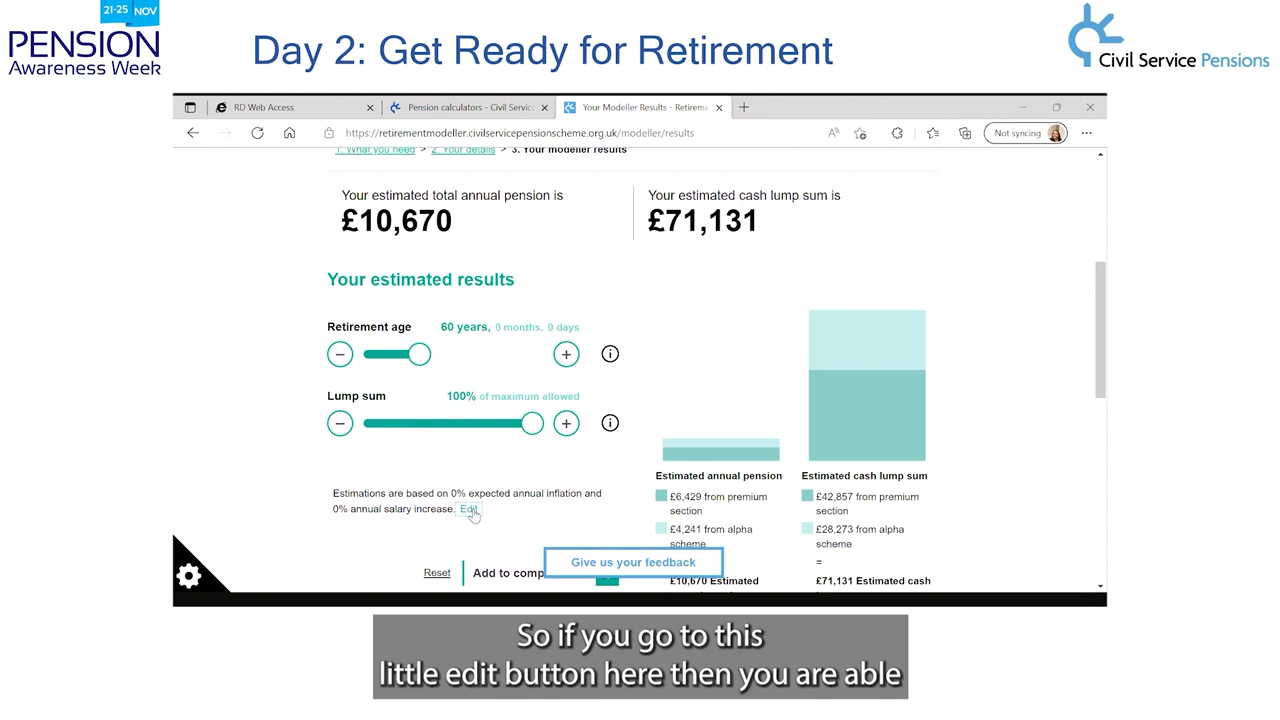 21-25 NOV
PENSION
Awareness Week
Day 2: Get Ready for Retirement
Civil Service Pensions
RD Web Access
Pension calculators - Civil Service
Your Modeller Results - Retireme
Not syncing
https://retirementmodeller.civilservicepensionscheme.org.uk/modeller/results
1. What you need > 2. Your details > 3. Your modeller results
Your estimated total annual pension is
£10,670
Your estimated cash lump sum is
£71,131
Your estimated results
Retirement age 60 years, 0 months, 0 days
Lump sum 100% of maximum allowed
Estimations are based on 0% expected annual inflation and
0% annual salary increase. Edit
Estimated annual pension
£6,429 from premium
section
£4,241 from alpha
scheme
£10,670 Estimated
Estimated cash lump sum
£42,857 from premium
section
£28,273 from alpha
scheme
=
£71,131 Estimated cash
Reset
Add to comp
Give us your feedback
So if you go to this
little edit button here then you are able